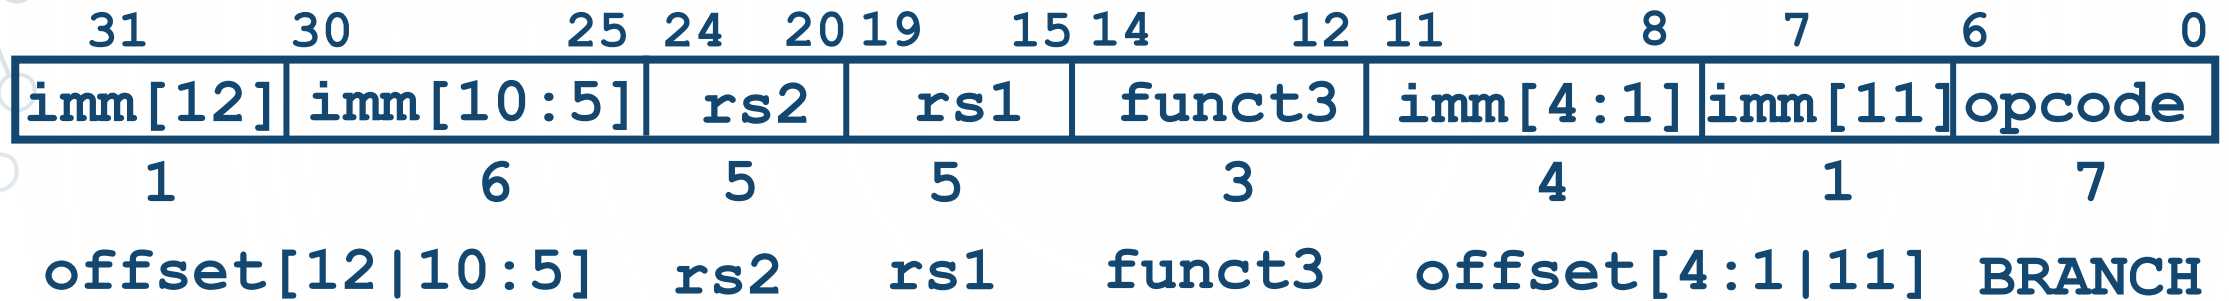 31 30 25 24 20 19 15 14 12 11 8 7 6 0
imm[12] imm[10:5] rs2 rs1 funct3 imm[4:1] imm[11] opcode
1 6 5 5 3 4 1 7
offset[12|10:5] rs2 rs1 funct3 offset[4:1|11] BRANCH